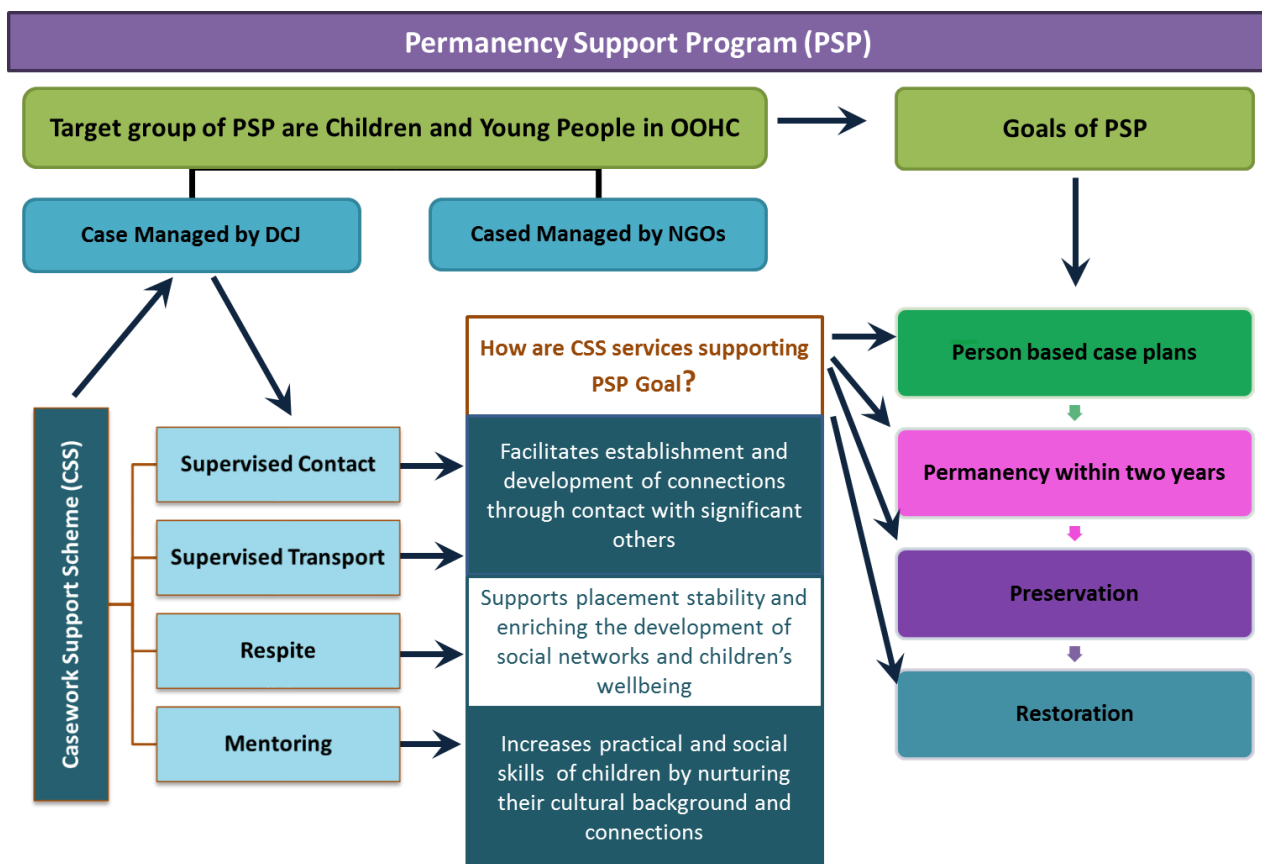 Permanency Support Program (PSP)
Target group of PSP are Children and Young People in OOHC
Goals of PSP
Case Managed by DCJ
Cased Managed by NGOs
Casework Support Scheme (CSS)
Supervised Contact
Supervised Transport
Respite
Mentoring
How are CSS services supporting
PSP Goal?
Facilitates establishment and
development of connections
through contact with significant
others
Supports placement stability and
enriching the development of
social networks and children’s
wellbeing
Increases practical and social
skills of children by nurturing
their cultural background and
connections
Person based case plans
Permanency within two years
Preservation
Restoration